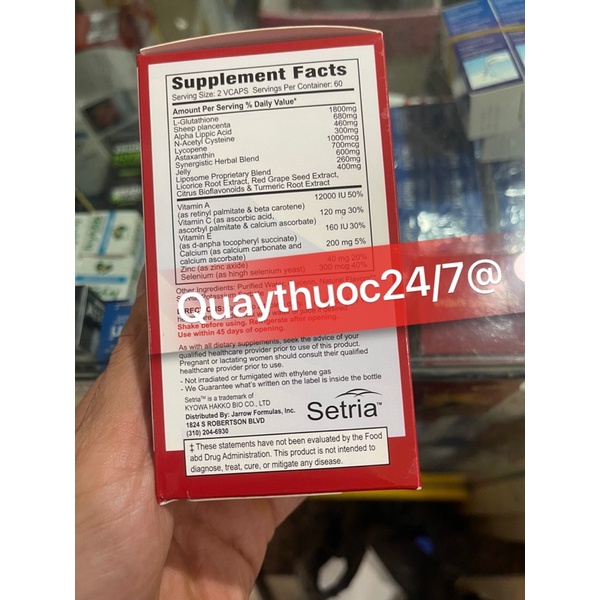 Supplement Facts
Serving Size: 2 VCAPS Servings Per Container: 60
Amount Per Serving % Daily Value*
L-Glutathione 1800mg
Sheep plancenta 680mg
Alpha Lippic Acid 460mg
N-Acetyl Cysteine 300mg
Lycopene 1000mcg
Astaxanthin 700mcg
Synergistic Herbal Blend 600mg
Jelly 260mg
Liposome Proprietary Blend 400mg
Licorice Root Extract, Red Grape Seed Extract,
Citrus Bioflavonoids & Turmeric Root Extract
Vitamin A 12000 IU 50%
(as retinyl palmitate & beta carotene)
Vitamin C (as ascorbic acid, 120 mg 30%
ascorbyl palmitate & calcium ascorbate)
Vitamin E 160 IU 30%
(as d-anpha tocopheryl succinate)
Calcium (as calcium carbonate and 200 mg 5%
calcium ascorbate)
Zinc (as zinc axide) 40 mg 20%
Selenium (as hingh selenium yeast) 300 mcg 40%
Other Ingredients: Purified Water
Quaythuoc24/7@
Shake before using. Refrigerate after opening.
Use within 45 days of opening.
As with all dietary supplements, seek the advice of your
qualified healthcare provider prior to use of this product.
Pregnant or lactating women should consult their qualified
healthcare provider prior to use.
- Not irradiated or fumigated with ethylene gas
- We Guarantee what's written on the label is inside the bottle
Setria™ is a trademark of
KYOWA HAKKO BIO CO., LTD
Distributed By: Jarrow Formulas, Inc.
1824 S ROBERTSON BLVD
(310) 204-6930
Setria™
‡ These statements have not been evaluated by the Food
abd Drug Administration. This product is not intended to
diagnose, treat, cure, or mitigate any disease.